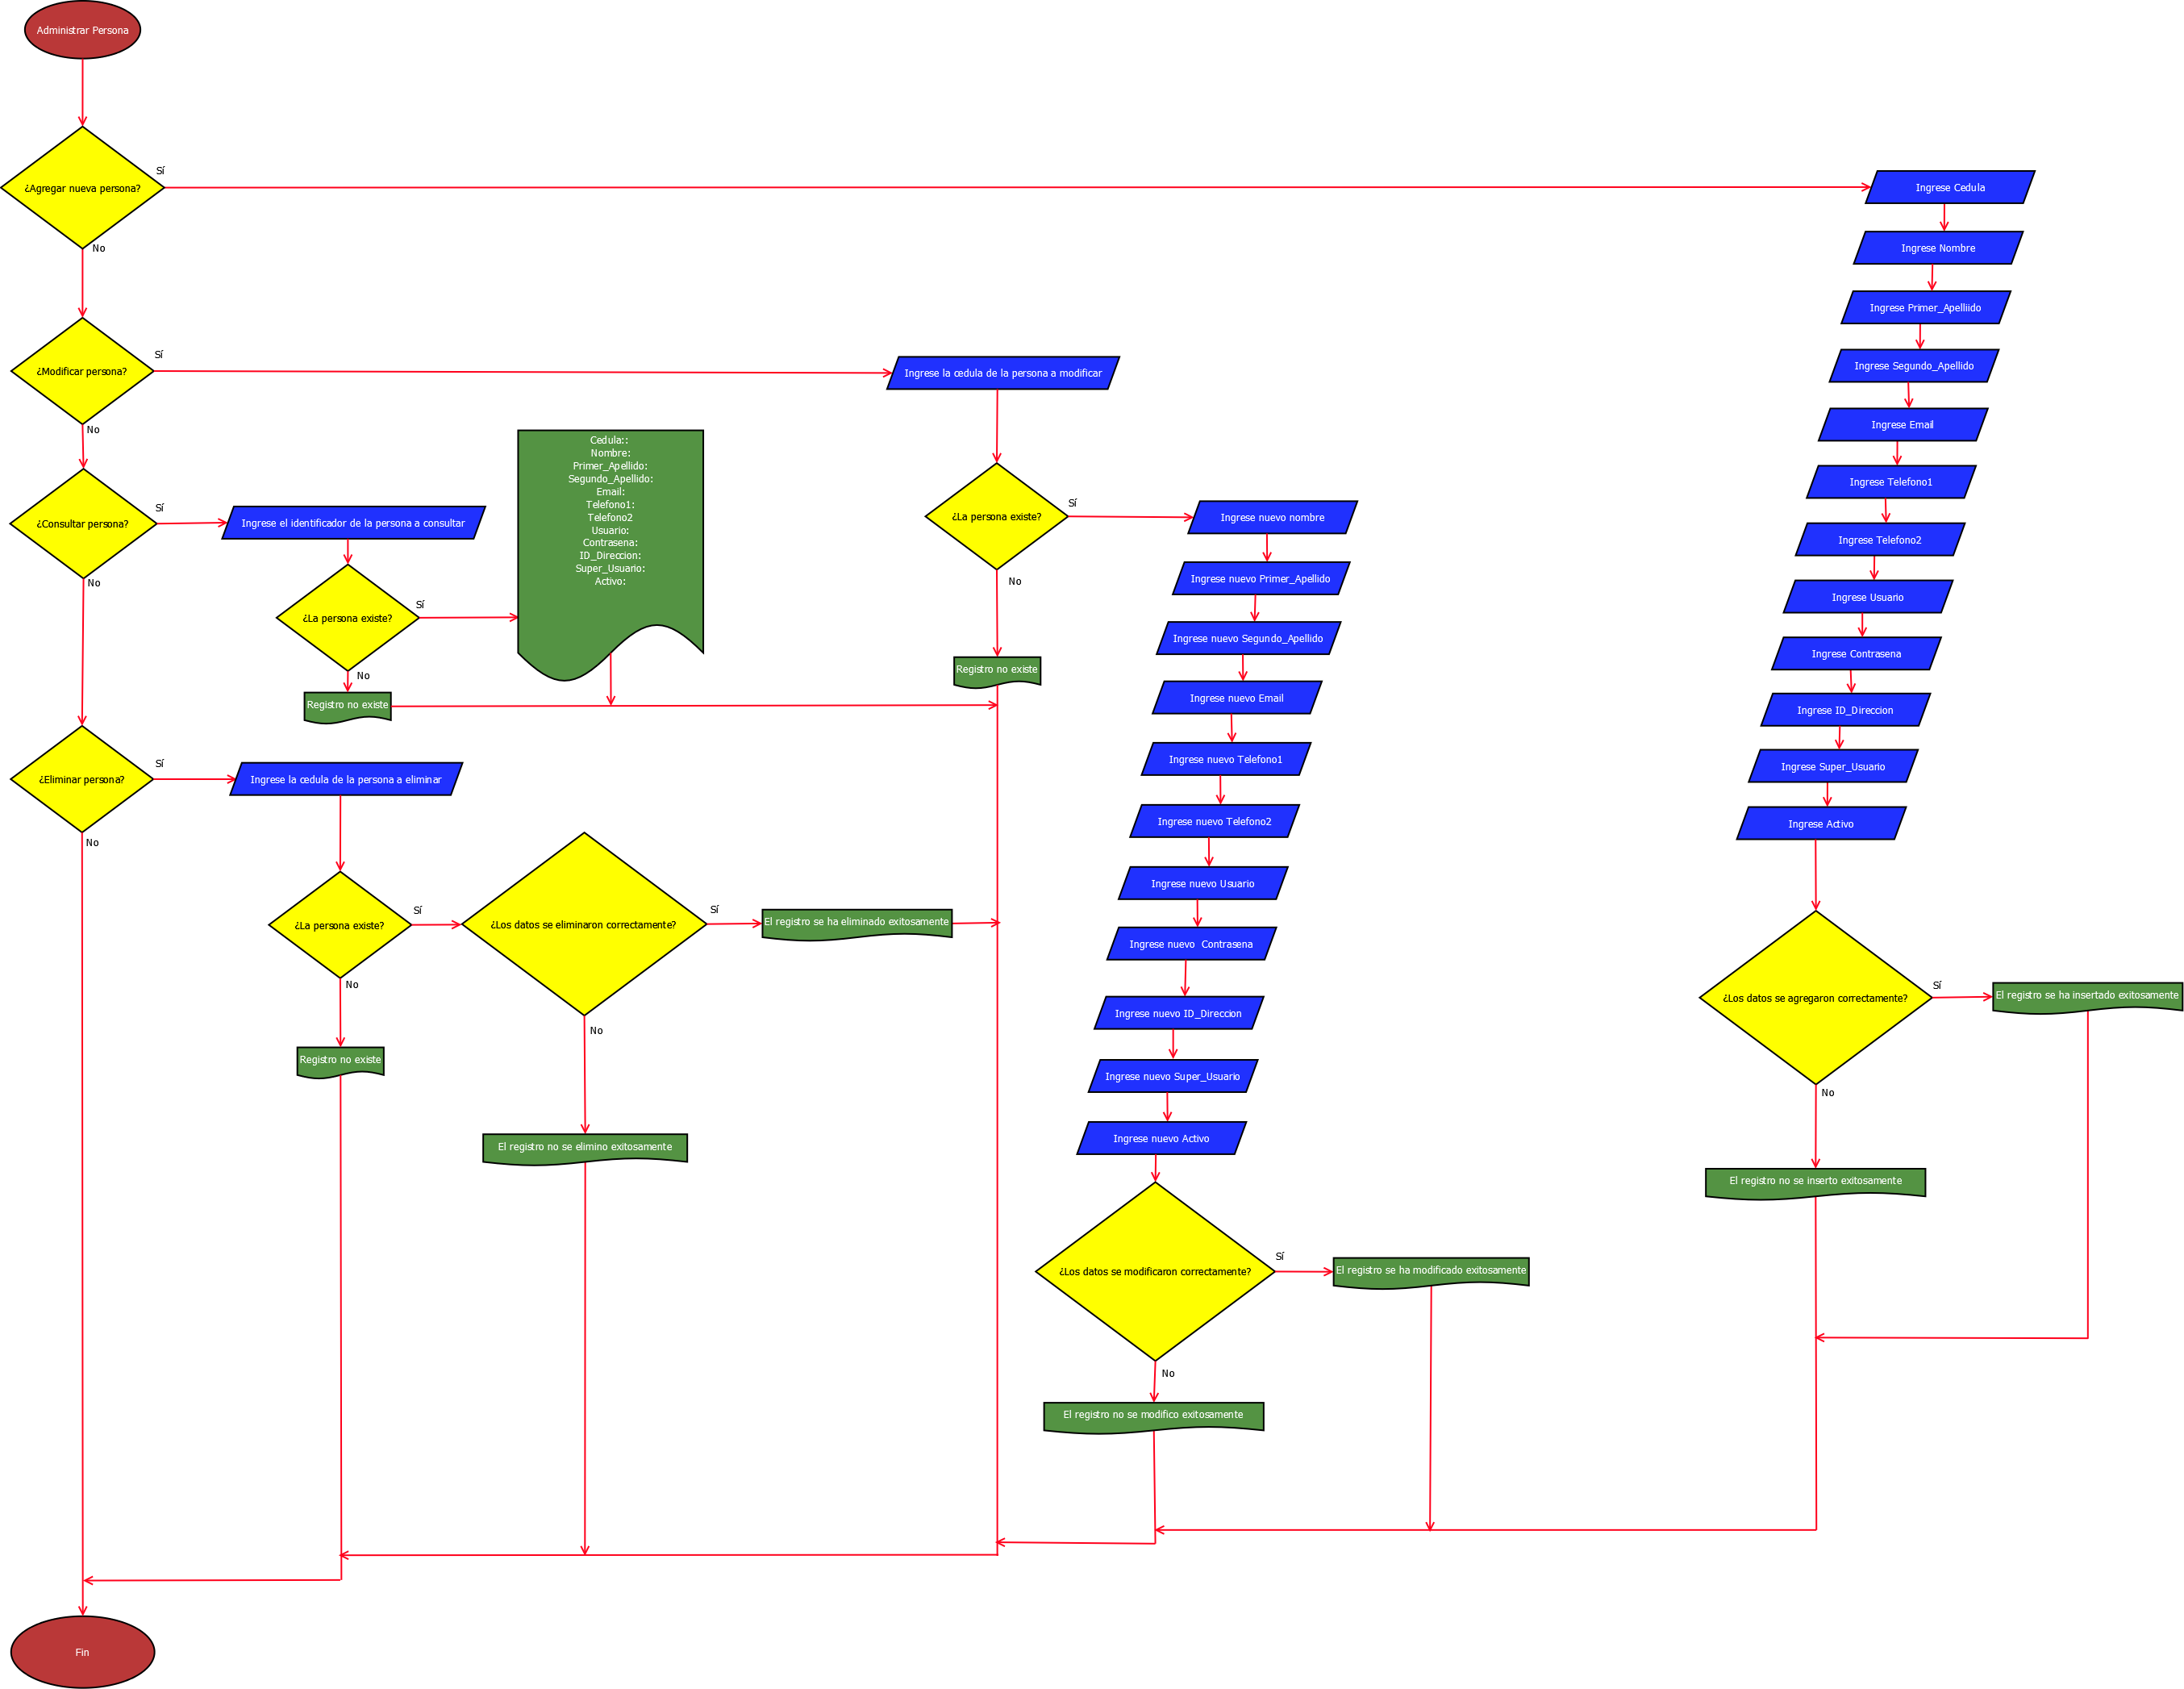 Administrar Persona
¿Agregar nueva persona?
Sí
No
¿Modificar persona?
Sí
No
¿Consultar persona?
Sí
No
Ingrese el identificador de la persona a consultar
¿La persona existe?
Sí
No
Registro no existe
Cedula::
Nombre:
Primer_Apellido:
Segundo_Apellido:
Email:
Telefono1:
Telefono2
Usuario:
Contrasena:
ID_Direccion:
Super_Usuario:
Activo:
¿Eliminar persona?
Sí
No
Ingrese la cedula de la persona a eliminar
¿La persona existe?
Sí
No
Registro no existe
¿Los datos se eliminaron correctamente?
Sí
No
El registro se ha eliminado exitosamente
El registro no se elimino exitosamente
Ingrese la cedula de la persona a modificar
¿La persona existe?
Sí
No
Registro no existe
Ingrese nuevo nombre
Ingrese nuevo Primer_Apellido
Ingrese nuevo Segundo_Apellido
Ingrese nuevo Email
Ingrese nuevo Telefono1
Ingrese nuevo Telefono2
Ingrese nuevo Usuario
Ingrese nuevo  Contrasena
Ingrese nuevo ID_Direccion
Ingrese nuevo Super_Usuario
Ingrese nuevo Activo
¿Los datos se modificaron correctamente?
Sí
No
El registro se ha modificado exitosamente
El registro no se modifico exitosamente
Ingrese Cedula
Ingrese Nombre
Ingrese Primer_Apelliido
Ingrese Segundo_Apellido
Ingrese Email
Ingrese Telefono1
Ingrese Telefono2
Ingrese Usuario
Ingrese Contrasena
Ingrese ID_Direccion
Ingrese Super_Usuario
Ingrese Activo
¿Los datos se agregaron correctamente?
Sí
No
El registro se ha insertado exitosamente
El registro no se inserto exitosamente
Fin